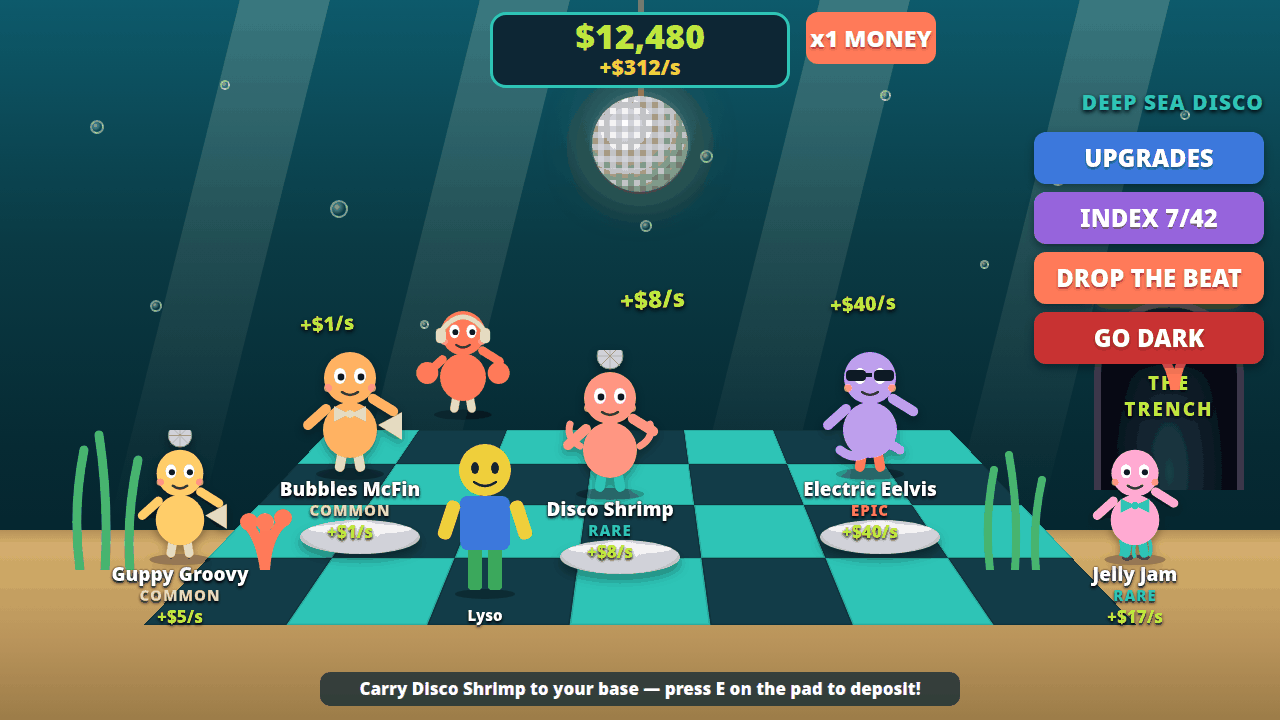 $12,480
+$312/s
x1 MONEY
DEEP SEA DISCO
UPGRADES
INDEX 7/42
DROP THE BEAT
GO DARK
THE
TRENCH
+$1/s
+$8/s
+$40/s
Bubbles McFin
COMMON
+$1/s
Disco Shrimp
RARE
+$8/s
Electric Eelvis
EPIC
+$40/s
Guppy Groovy
COMMON
+$5/s
Lyso
Jelly Jam
RARE
+$17/s
Carry Disco Shrimp to your base — press E on the pad to deposit!